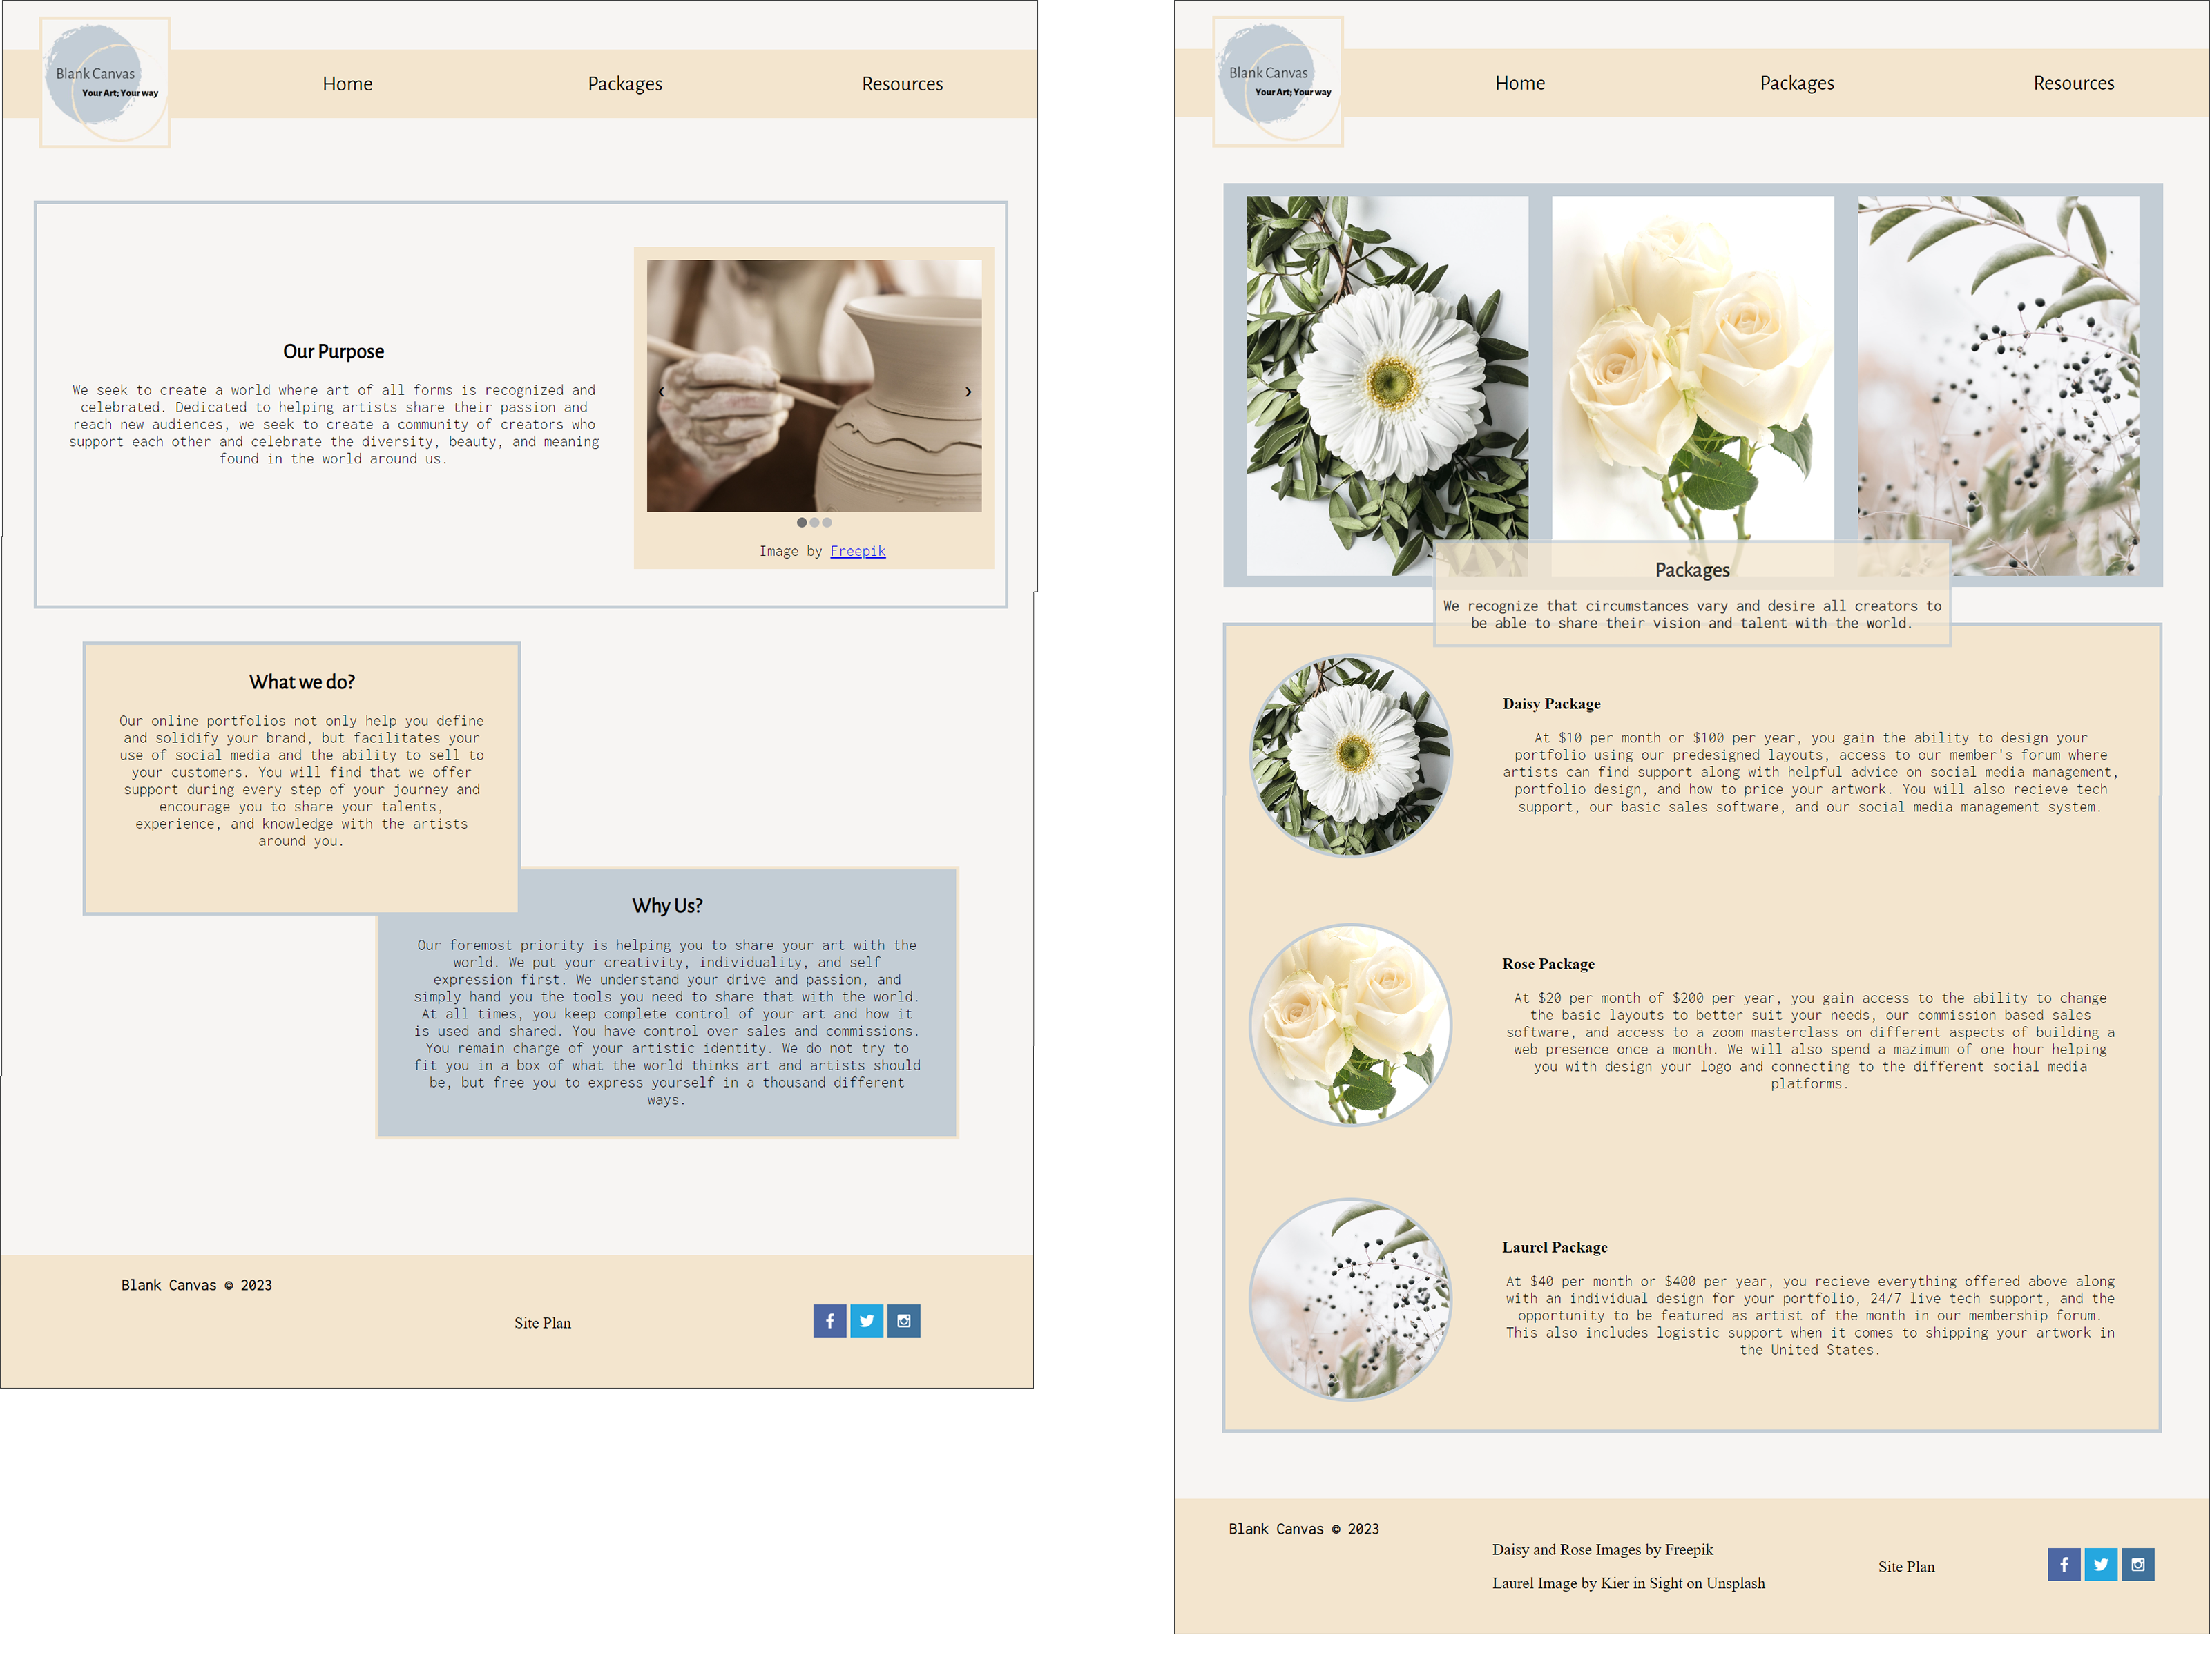 Blank Canvas
Your Art; Your way
Home
Packages
Resources
Our Purpose
We seek to create a world where art of all forms is recognized and
celebrated. Dedicated to helping artists share their passion and
reach new audiences, we seek to create a community of creators who
support each other and celebrate the diversity, beauty, and meaning
found in the world around us.
Image by Freepik
What we do?
Our online portfolios not only help you define
and solidify your brand, but facilitates your
use of social media and the ability to sell to
your customers. You will find that we offer
support during every step of your journey and
encourage you to share your talents,
experience, and knowledge with the artists
around you.
Why Us?
Our foremost priority is helping you to share your art with the
world. We put your creativity, individuality, and self
expression first. We understand your drive and passion, and
simply hand you the tools you need to share that with the world.
At all times, you keep complete control of your art and how it
is used and shared. You have control over sales and commissions.
You remain charge of your artistic identity. We do not try to
fit you in a box of what the world thinks art and artists should
be, but free you to express yourself in a thousand different
ways.
Blank Canvas © 2023
Site Plan
Blank Canvas
Your Art; Your way
Home
Packages
Resources
Packages
We recognize that circumstances vary and desire all creators to
be able to share their vision and talent with the world.
Daisy Package
At $10 per month or $100 per year, you gain the ability to design your
portfolio using our predesigned layouts, access to our member's forum where
artists can find support along with helpful advice on social media management,
portfolio design, and how to price your artwork. You will also recieve tech
support, our basic sales software, and our social media management system.
Rose Package
At $20 per month of $200 per year, you gain access to the ability to change
the basic layouts to better suit your needs, our commission based sales
software, and access to a zoom masterclass on different aspects of building a
web presence once a month. We will also spend a mazimum of one hour helping
you with design your logo and connecting to the different social media
platforms.
Laurel Package
At $40 per month or $400 per year, you recieve everything offered above along
with an individual design for your portfolio, 24/7 live tech support, and the
opportunity to be featured as artist of the month in our membership forum.
This also includes logistic support when it comes to shipping your artwork in
the United States.
Blank Canvas © 2023
Daisy and Rose Images by Freepik
Laurel Image by Kier in Sight on Unsplash
Site Plan